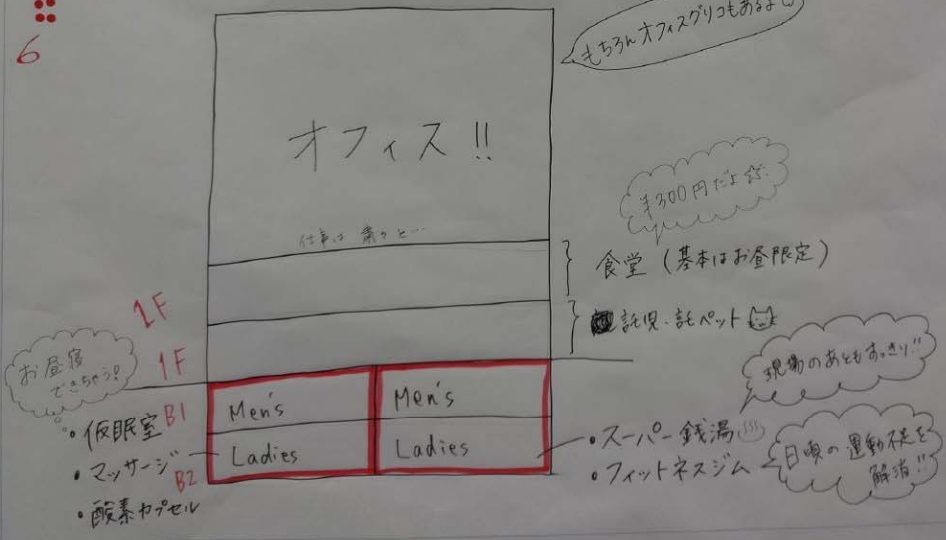 6
もちろんオフィスグリコもあるよ
オフィス!!
¥300円だよ
仕事は 素々と…
食堂(基本はお昼限定)
託児・託ペット
1F
1F
お昼寝
できちゃう!
現場のあともすっきり!!
Men's
Men's
B1
・仮眠室
Ladies
Ladies
・スーパー銭湯
・マッサージ
B2
・フィットネスジム
日頃の運動不足を
解消!!
・酸素カプセル